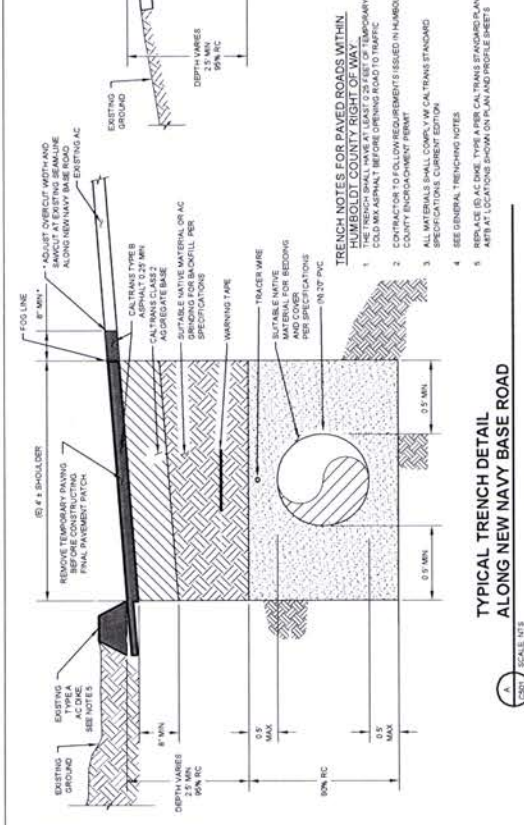 EXISTING
GROUND
EXISTING
TYPE A
AC DIKE,
SEE NOTE 5
(E) 4' ± SHOULDER
REMOVE TEMPORARY PAVING
BEFORE CONSTRUCTING
FINAL PAVEMENT PATCH
FOG LINE
6" MIN *
* ADJUST OVERCUT WIDTH AND
SAWCUT AT EXISTING SEAM-LINE
ALONG NEW NAVY BASE ROAD
EXISTING AC
CALTRANS TYPE B
ASPHALT 0.25' MIN
CALTRANS CLASS 2
AGGREGATE BASE
SUITABLE NATIVE MATERIAL OR AC
GRINDING FOR BACKFILL PER
SPECIFICATIONS
WARNING TAPE
TRACER WIRE
SUITABLE NATIVE
MATERIAL FOR BEDDING
AND COVER
PER SPECIFICATIONS
(N) 20" PVC
8" MIN
DEPTH VARIES
2.5' MIN
95% RC
0.5'
MAX
90% RC
0.5'
MAX
0.5' MIN
0.5' MIN
EXISTING
GROUND
DEPTH VARIES
2.5' MIN
95% RC
TRENCH NOTES FOR PAVED ROADS WITHIN
HUMBOLDT COUNTY RIGHT OF WAY
1. THE TRENCH SHALL HAVE AT LEAST 0.25 FEET OF TEMPORARY
COLD MIX ASPHALT BEFORE OPENING ROAD TO TRAFFIC
2. CONTRACTOR TO FOLLOW REQUIREMENTS ISSUED IN
COUNTY ENCROACHMENT PERMIT
3. ALL MATERIALS SHALL COMPLY W/ CALTRANS STANDARD
SPECIFICATIONS, CURRENT EDITION
4. SEE GENERAL TRENCHING NOTES
5. REPLACE (E) AC DIKE, TYPE A PER CALTRANS STANDARD PLAN
A87B AT LOCATIONS SHOWN ON PLAN AND PROFILE SHEETS
TYPICAL TRENCH DETAIL
ALONG NEW NAVY BASE ROAD
A
C501
SCALE: NTS